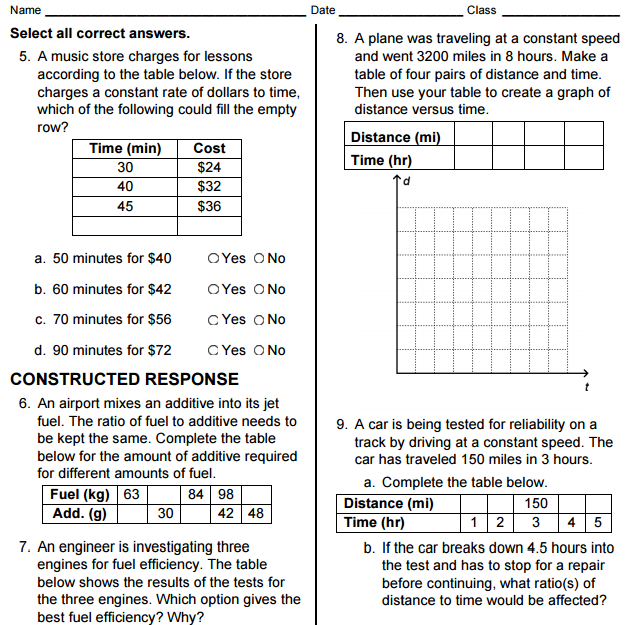 Name Date Class
Select all correct answers.
5. A music store charges for lessons
according to the table below. If the store
charges a constant rate of dollars to time,
which of the following could fill the empty
row?
Time (min) Cost
30 $24
40 $32
45 $36
a. 50 minutes for $40 Yes No
b. 60 minutes for $42 Yes No
c. 70 minutes for $56 Yes No
d. 90 minutes for $72 Yes No
CONSTRUCTED RESPONSE
6. An airport mixes an additive into its jet
fuel. The ratio of fuel to additive needs to
be kept the same. Complete the table
below for the amount of additive required
for different amounts of fuel.
Fuel (kg) 63 84 98
Add. (g) 30 42 48
7. An engineer is investigating three
engines for fuel efficiency. The table
below shows the results of the tests for
the three engines. Which option gives the
best fuel efficiency? Why?
8. A plane was traveling at a constant speed
and went 3200 miles in 8 hours. Make a
table of four pairs of distance and time.
Then use your table to create a graph of
distance versus time.
Distance (mi)
Time (hr)
d
t
9. A car is being tested for reliability on a
track by driving at a constant speed. The
car has traveled 150 miles in 3 hours.
a. Complete the table below.
Distance (mi) 150
Time (hr) 1 2 3 4 5
b. If the car breaks down 4.5 hours into
the test and has to stop for a repair
before continuing, what ratio(s) of
distance to time would be affected?